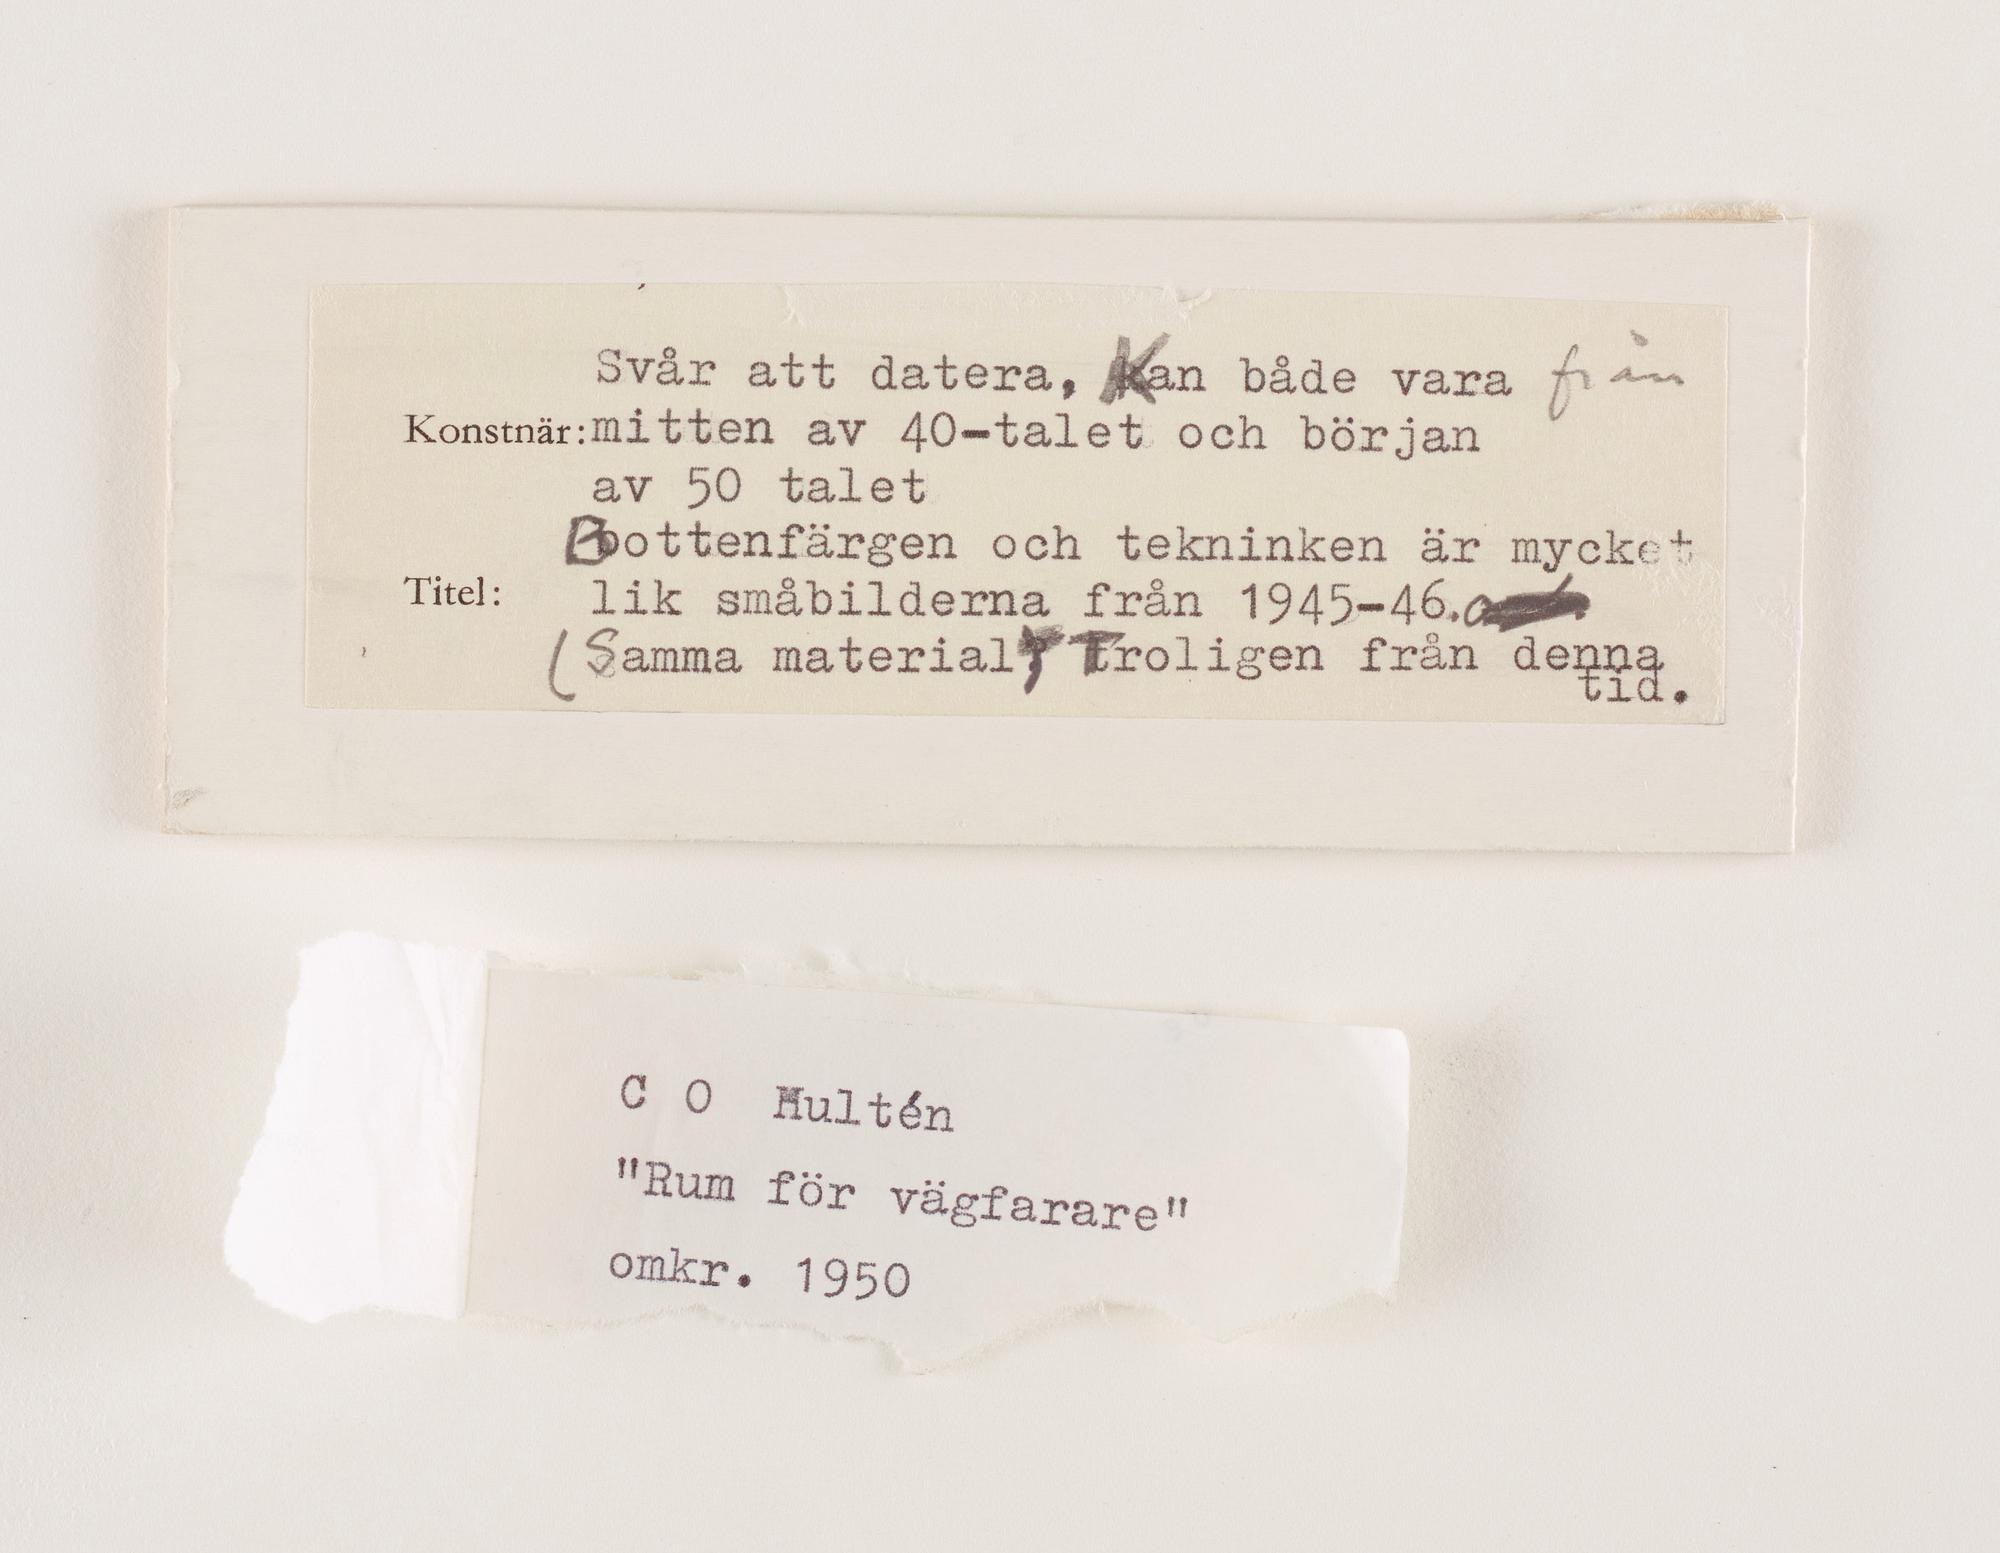 Svår att datera, Kan både vara från
Konstnär: mitten av 40-talet och början
av 50 talet
Bottenfärgen och tekninken är mycket
Titel: lik småbilderna från 1945-46.
(Samma material, Troligen från denna
tid.
C O Hultén
"Rum för vägfarare"
omkr. 1950